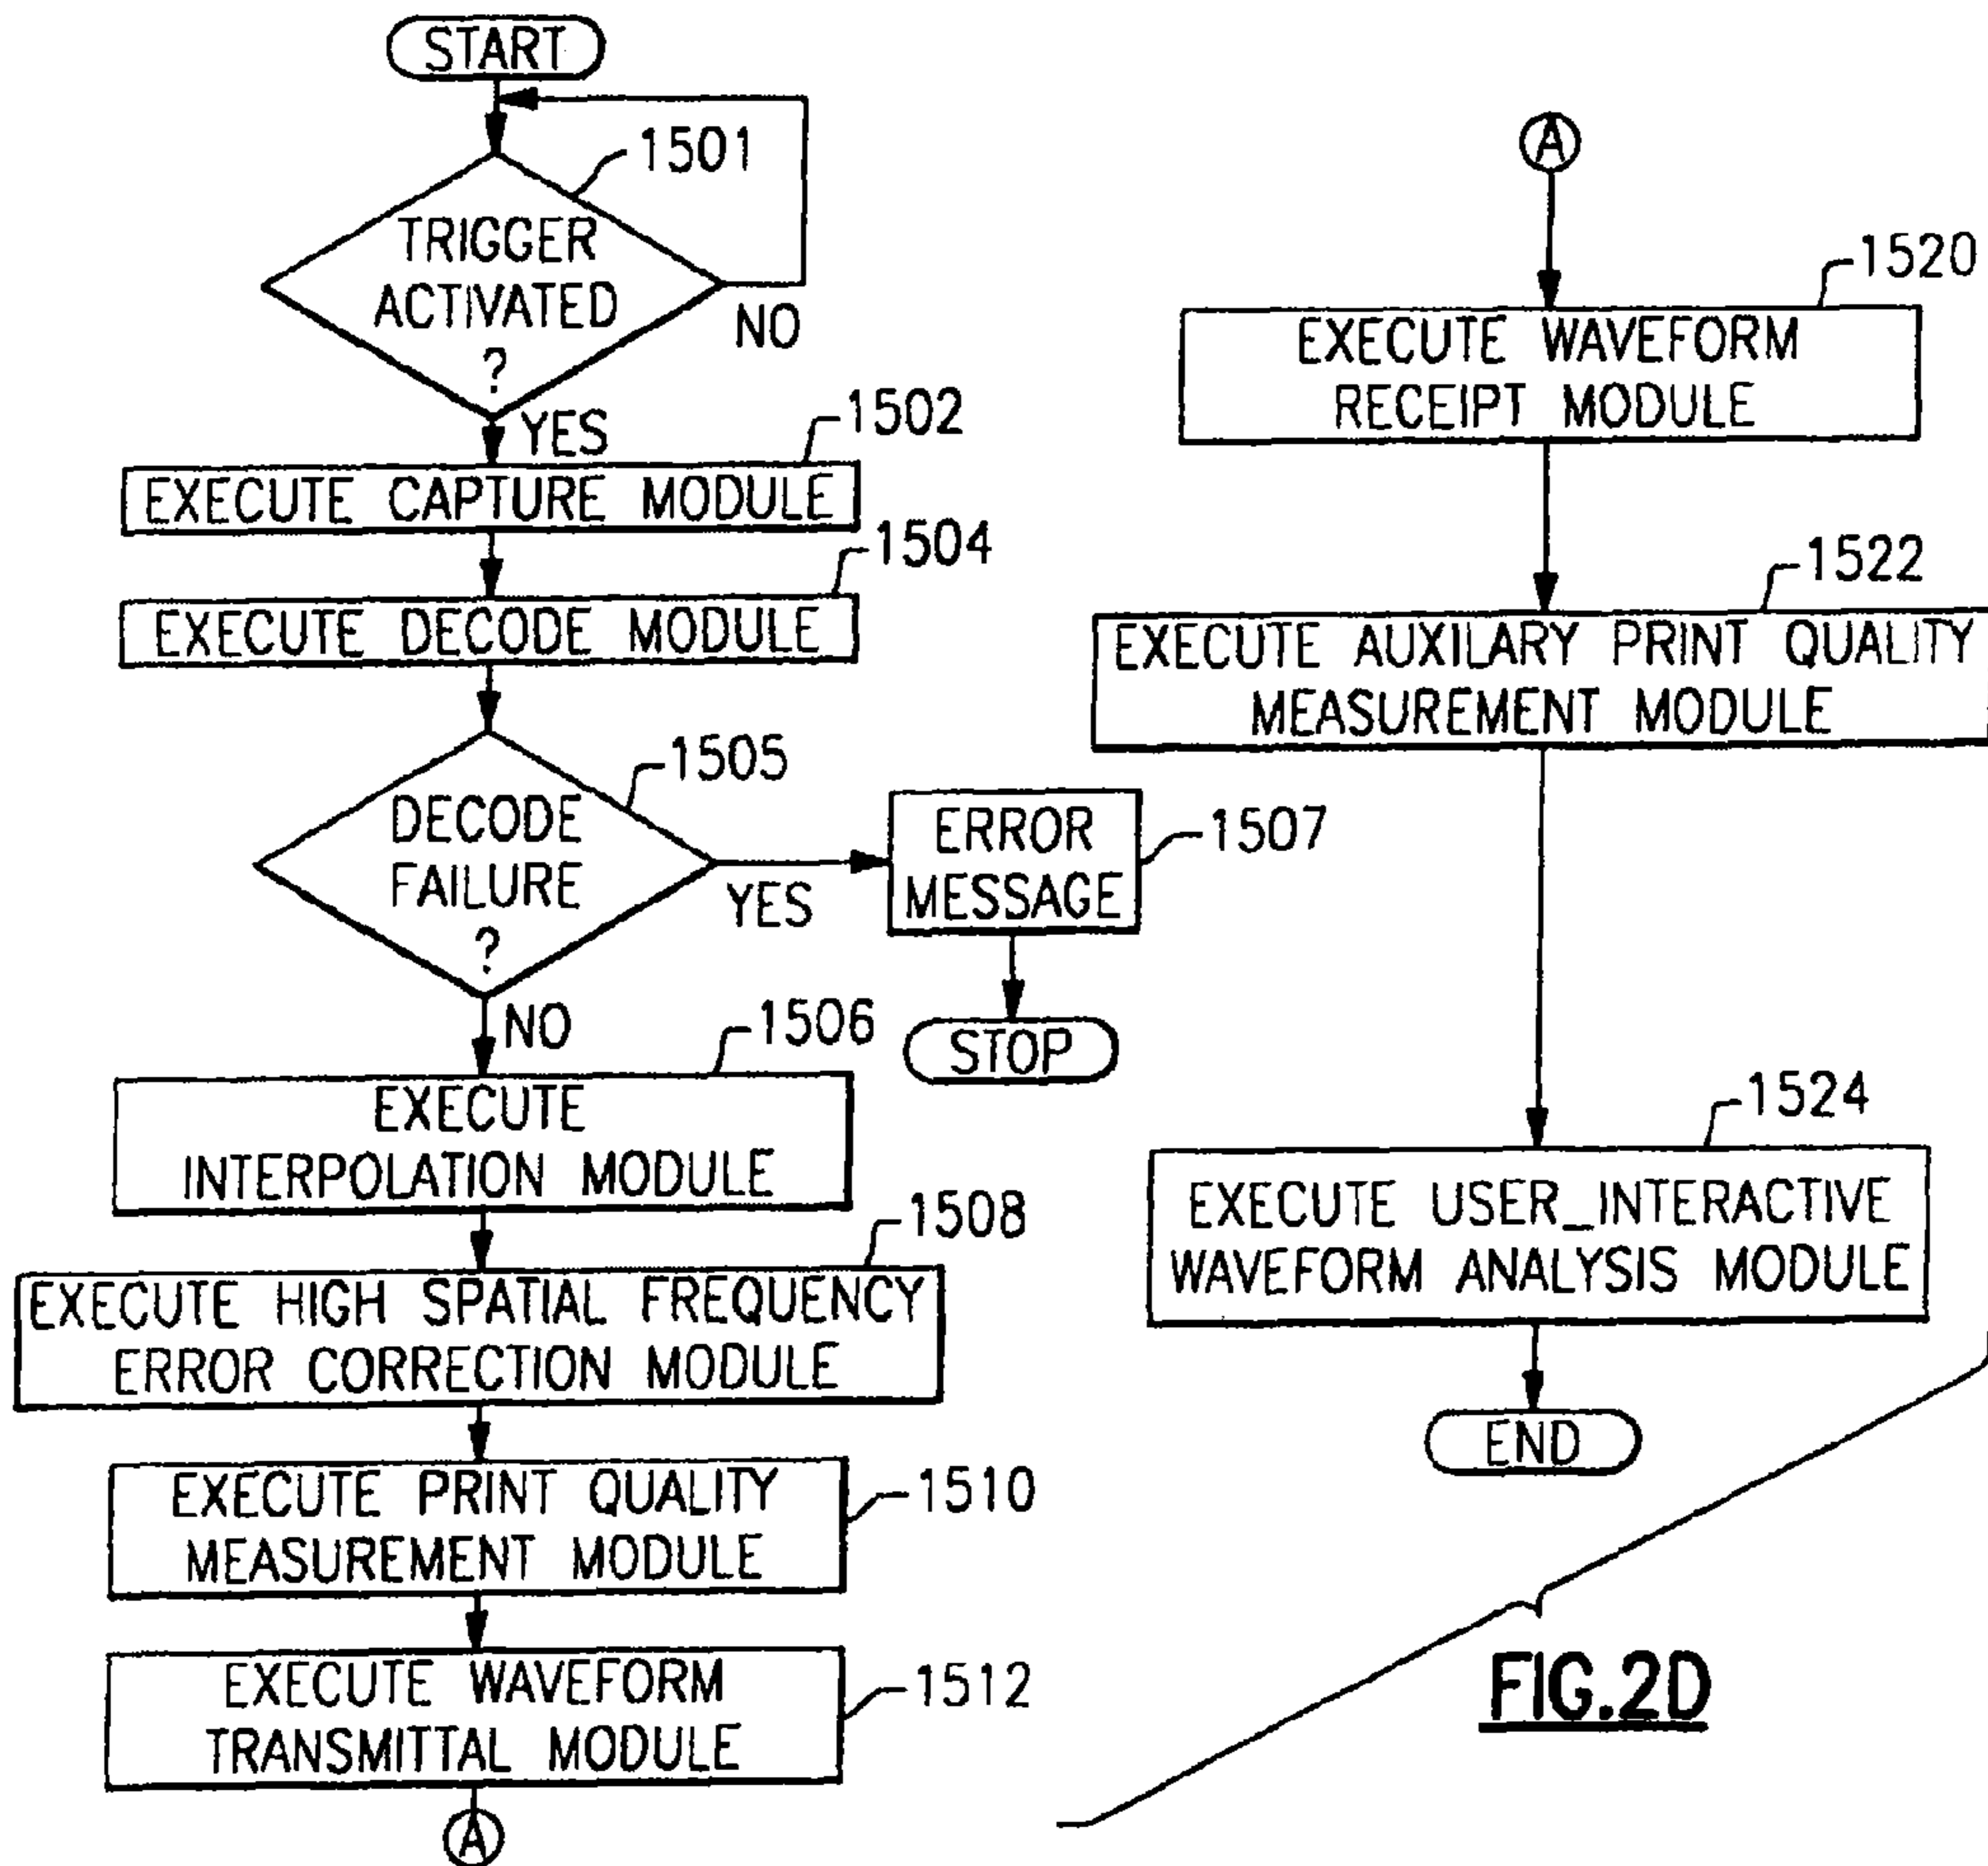 START
1501
TRIGGER
ACTIVATED
?
NO
YES
1502
EXECUTE CAPTURE MODULE
1504
EXECUTE DECODE MODULE
1505
DECODE
FAILURE
?
YES
ERROR
MESSAGE
1507
STOP
NO
1506
EXECUTE
INTERPOLATION MODULE
1508
EXECUTE HIGH SPATIAL FREQUENCY
ERROR CORRECTION MODULE
EXECUTE PRINT QUALITY
MEASUREMENT MODULE
1510
EXECUTE WAVEFORM
TRANSMITTAL MODULE
1512
A
A
1520
EXECUTE WAVEFORM
RECEIPT MODULE
1522
EXECUTE AUXILARY PRINT QUALITY
MEASUREMENT MODULE
1524
EXECUTE USER_INTERACTIVE
WAVEFORM ANALYSIS MODULE
END
FIG.2D